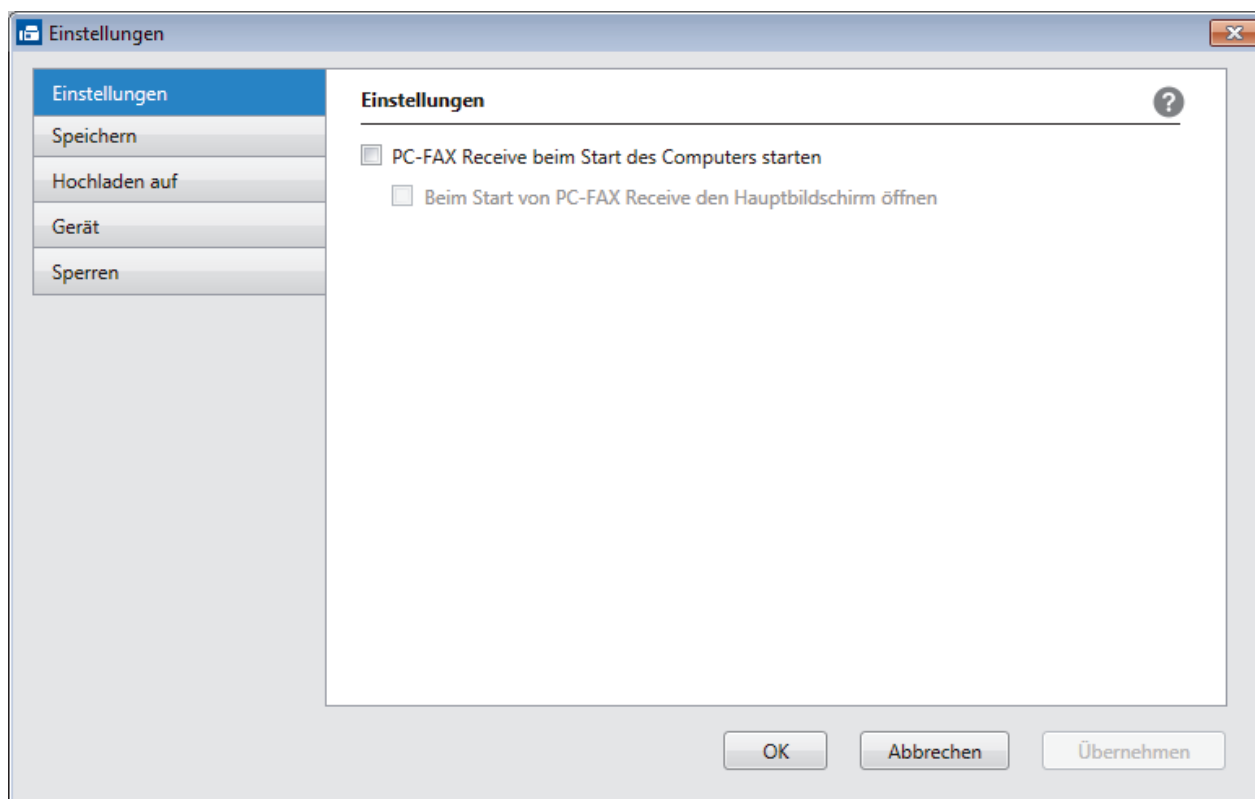 Einstellungen
Einstellungen
Speichern
Hochladen auf
Gerät
Sperren
Einstellungen
?
PC-FAX Receive beim Start des Computers starten
Beim Start von PC-FAX Receive den Hauptbildschirm öffnen
OK
Abbrechen
Übernehmen